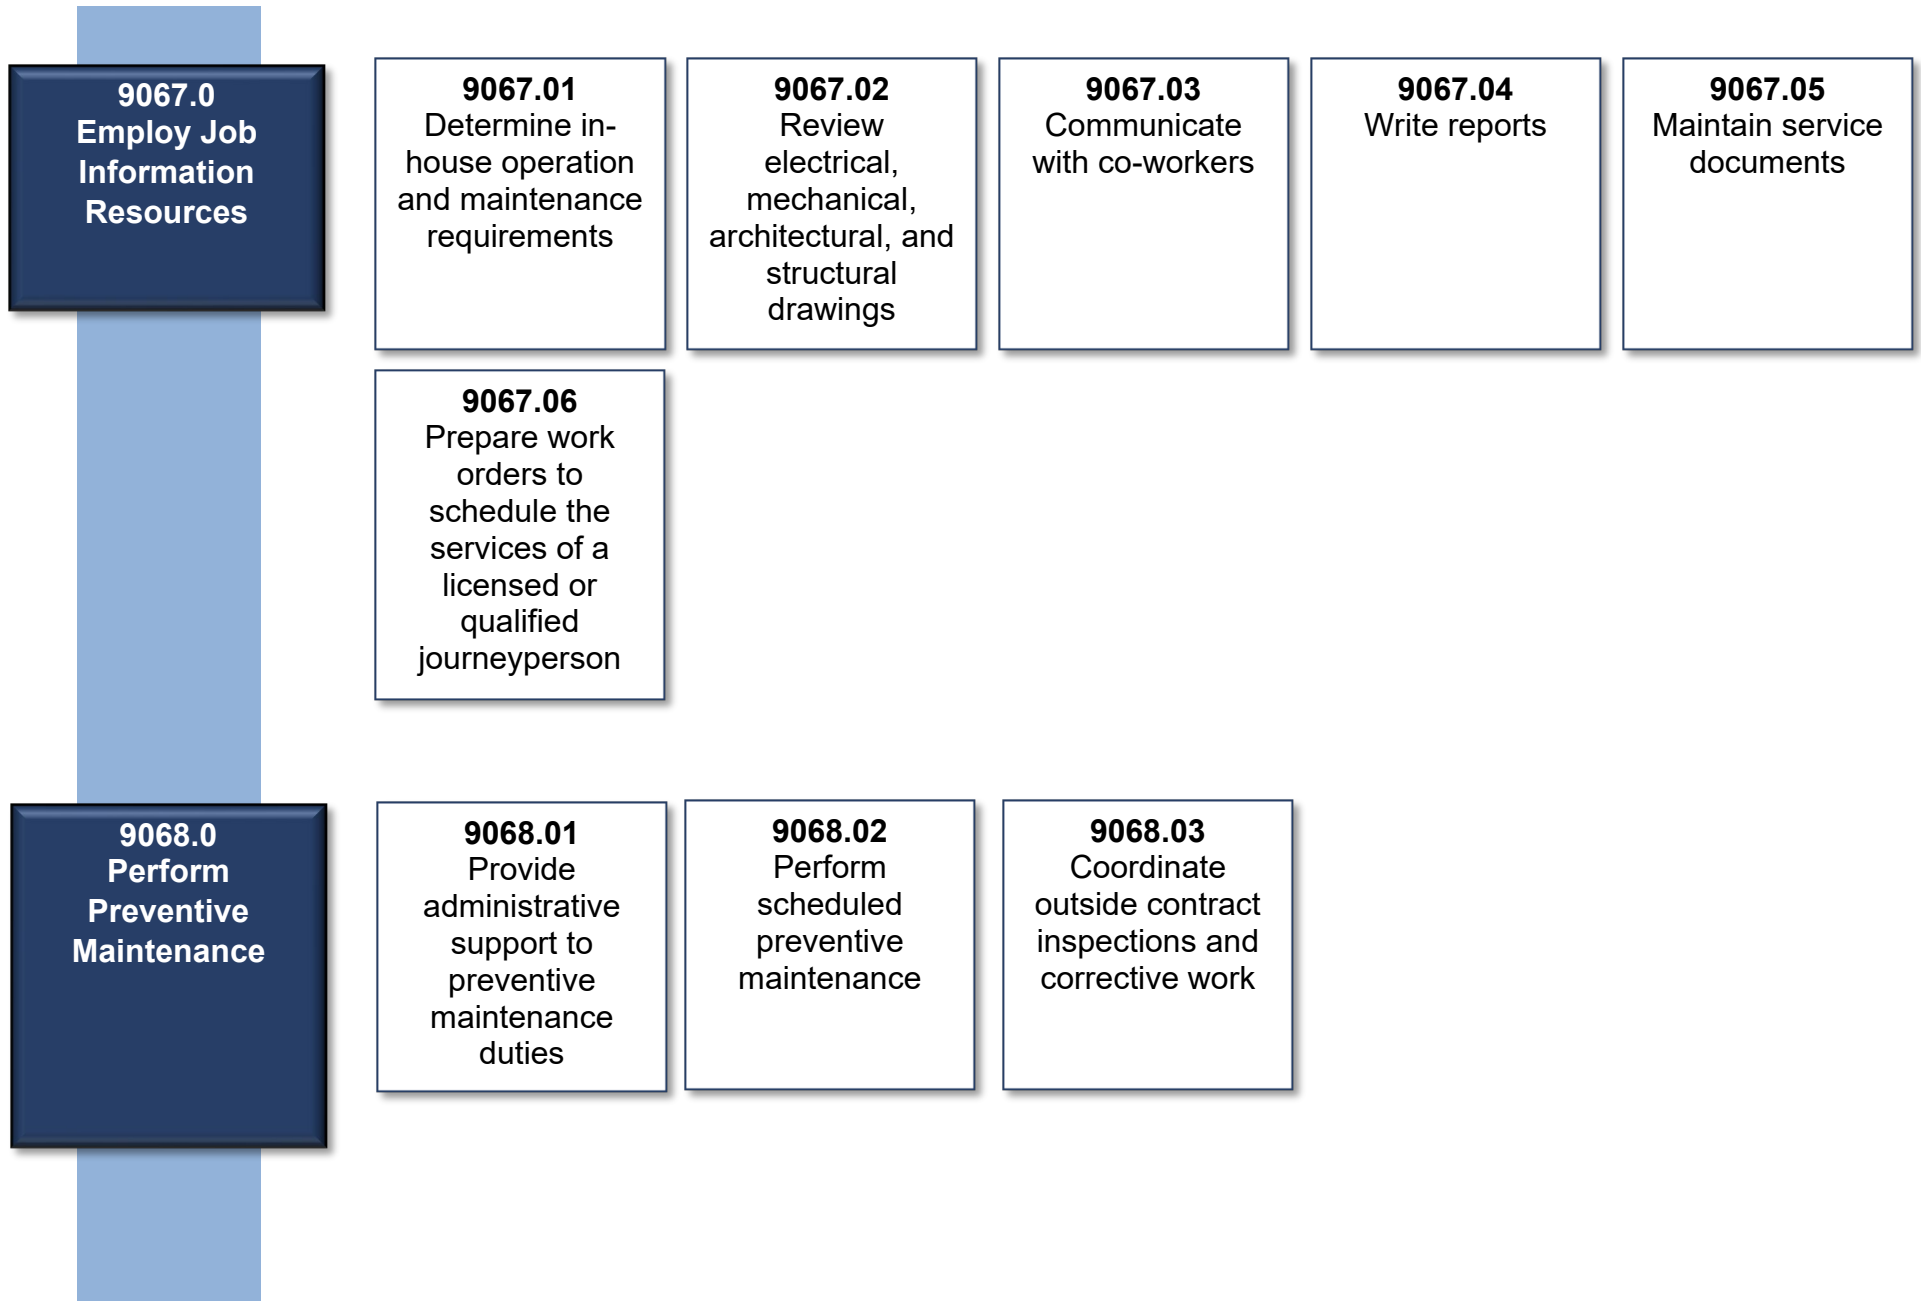 9067.0
Employ Job
Information
Resources
9067.01
Determine in-
house operation
and maintenance
requirements
9067.02
Review
electrical,
mechanical,
architectural, and
structural
drawings
9067.03
Communicate
with co-workers
9067.04
Write reports
9067.05
Maintain service
documents
9067.06
Prepare work
orders to
schedule the
services of a
licensed or
qualified
journeyperson
9068.0
Perform
Preventive
Maintenance
9068.01
Provide
administrative
support to
preventive
maintenance
duties
9068.02
Perform
scheduled
preventive
maintenance
9068.03
Coordinate
outside contract
inspections and
corrective work